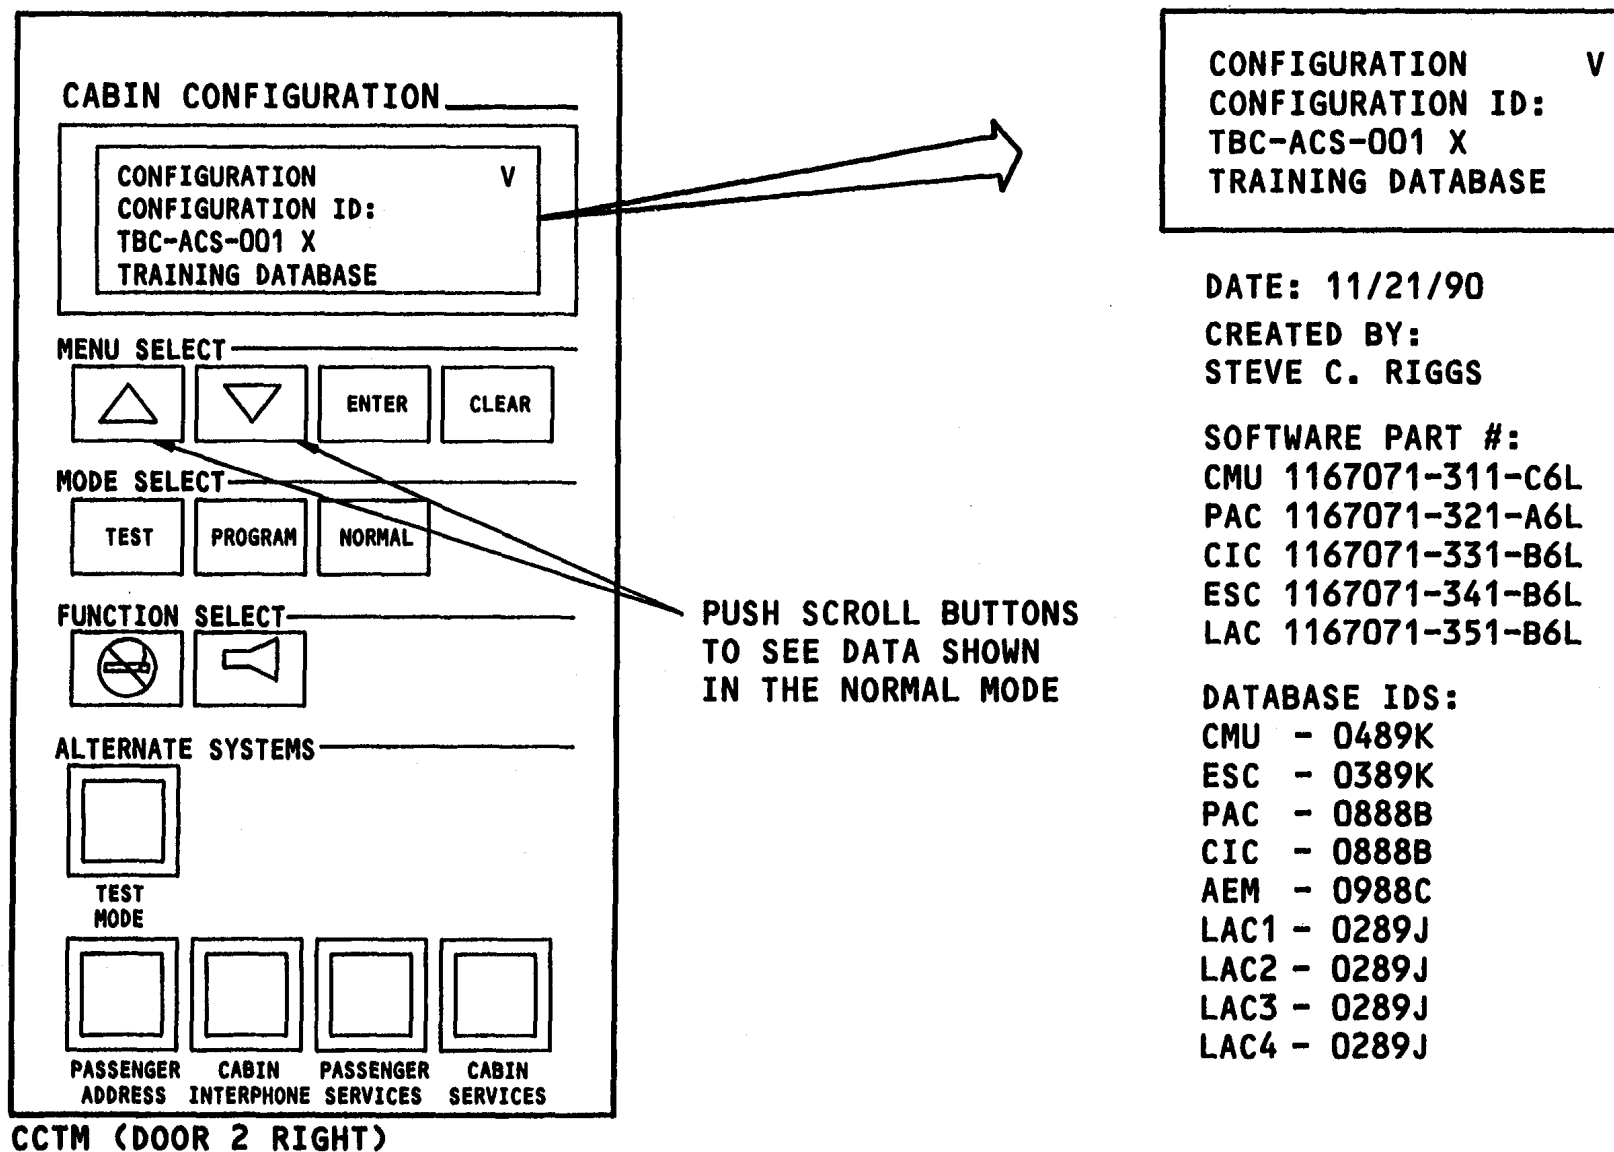 CABIN CONFIGURATION
CONFIGURATION V
CONFIGURATION ID:
TBC-ACS-001 X
TRAINING DATABASE
MENU SELECT
ENTER
CLEAR
MODE SELECT
TEST
PROGRAM
NORMAL
FUNCTION SELECT
ALTERNATE SYSTEMS
TEST
MODE
PASSENGER
ADDRESS
CABIN
INTERPHONE
PASSENGER
SERVICES
CABIN
SERVICES
CCTM (DOOR 2 RIGHT)
PUSH SCROLL BUTTONS
TO SEE DATA SHOWN
IN THE NORMAL MODE
CONFIGURATION V
CONFIGURATION ID:
TBC-ACS-001 X
TRAINING DATABASE
DATE: 11/21/90
CREATED BY:
STEVE C. RIGGS
SOFTWARE PART #:
CMU 1167071-311-C6L
PAC 1167071-321-A6L
CIC 1167071-331-B6L
ESC 1167071-341-B6L
LAC 1167071-351-B6L
DATABASE IDS:
CMU - 0489K
ESC - 0389K
PAC - 0888B
CIC - 0888B
AEM - 0988C
LAC1 - 0289J
LAC2 - 0289J
LAC3 - 0289J
LAC4 - 0289J